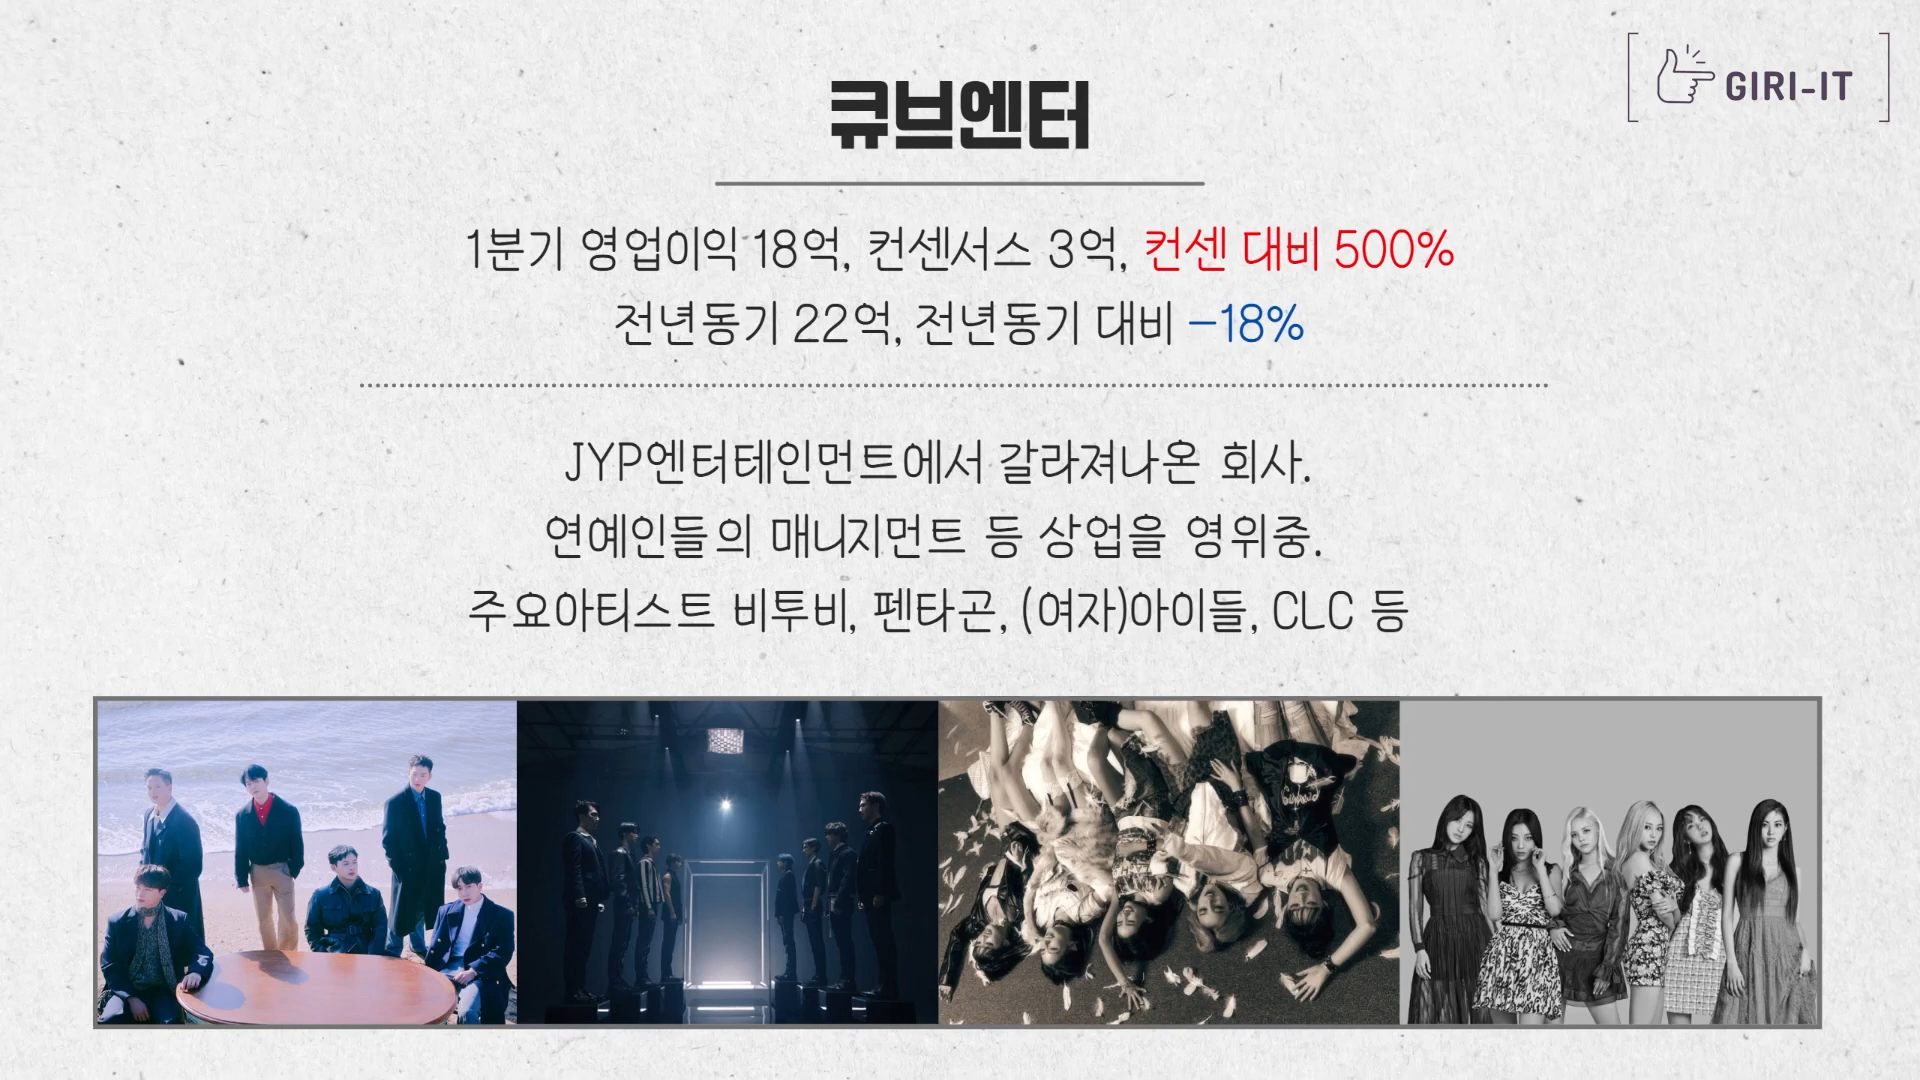 큐브엔터
GIRI-IT
1분기 영업이익 18억, 컨센서스 3억, 컨센 대비 500%
전년동기 22억, 전년동기 대비 -18%
JYP엔터테인먼트에서 갈라져나온 회사.
연예인들의 매니지먼트 등 상업을 영위중.
주요아티스트 비투비, 펜타곤, (여자)아이들, CLC 등